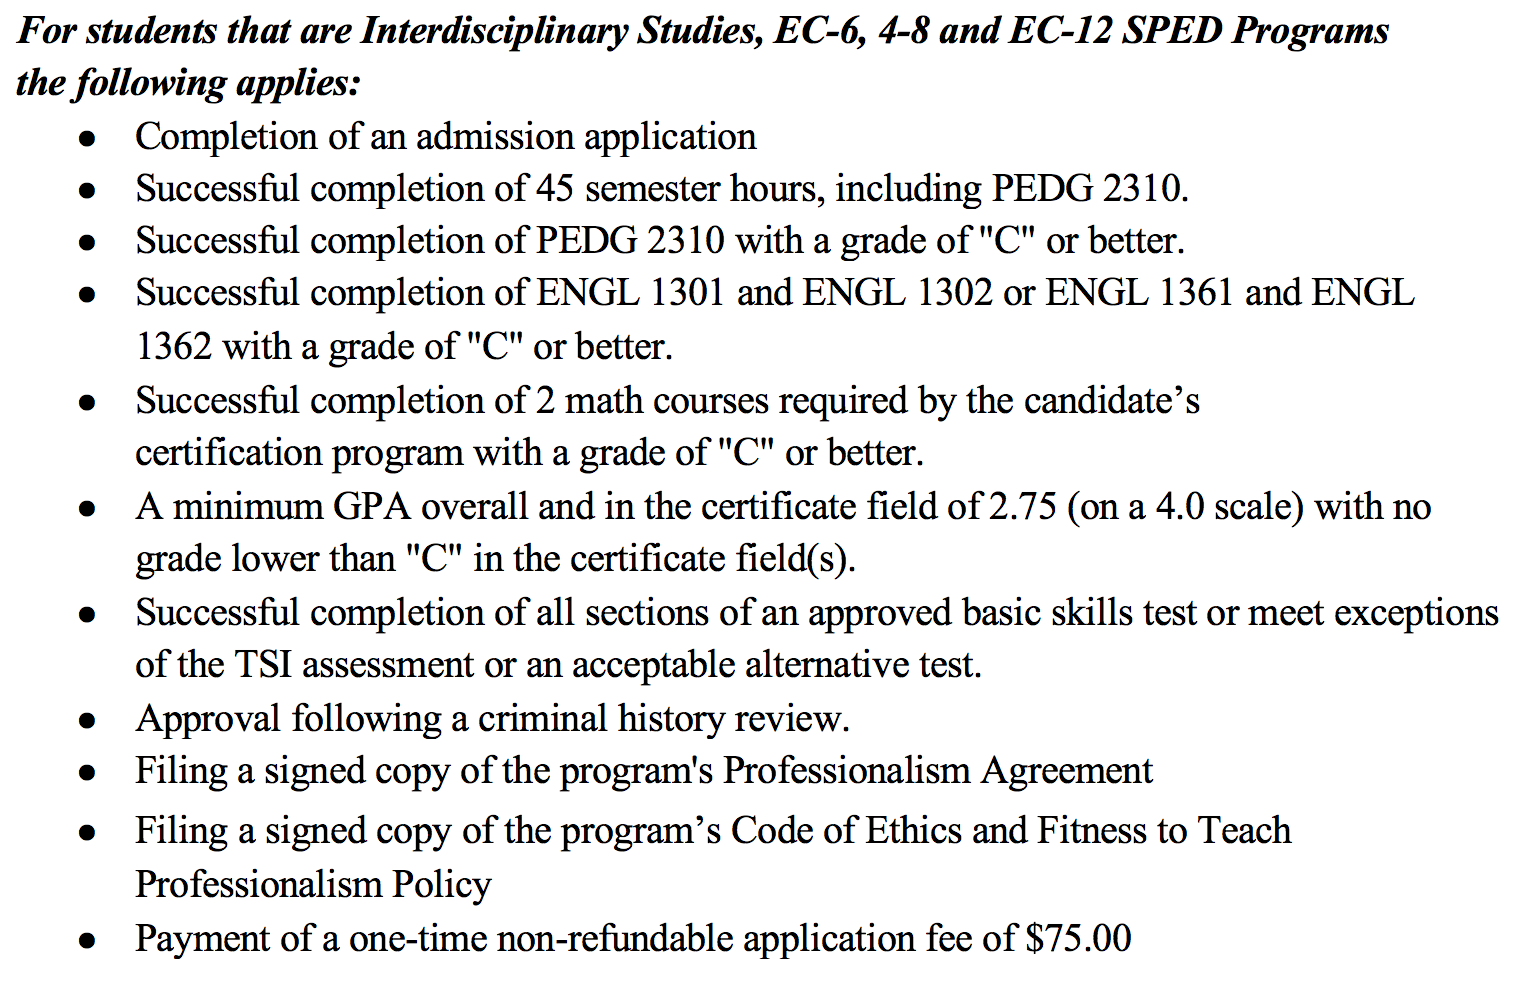 For students that are Interdisciplinary Studies, EC-6, 4-8 and EC-12 SPED Programs
the following applies:
● Completion of an admission application
● Successful completion of 45 semester hours, including PEDG 2310.
● Successful completion of PEDG 2310 with a grade of "C" or better.
● Successful completion of ENGL 1301 and ENGL 1302 or ENGL 1361 and ENGL
1362 with a grade of "C" or better.
● Successful completion of 2 math courses required by the candidate’s
certification program with a grade of "C" or better.
● A minimum GPA overall and in the certificate field of 2.75 (on a 4.0 scale) with no
grade lower than "C" in the certificate field(s).
● Successful completion of all sections of an approved basic skills test or meet exceptions
of the TSI assessment or an acceptable alternative test.
● Approval following a criminal history review.
● Filing a signed copy of the program's Professionalism Agreement
● Filing a signed copy of the program’s Code of Ethics and Fitness to Teach
Professionalism Policy
● Payment of a one-time non-refundable application fee of $75.00